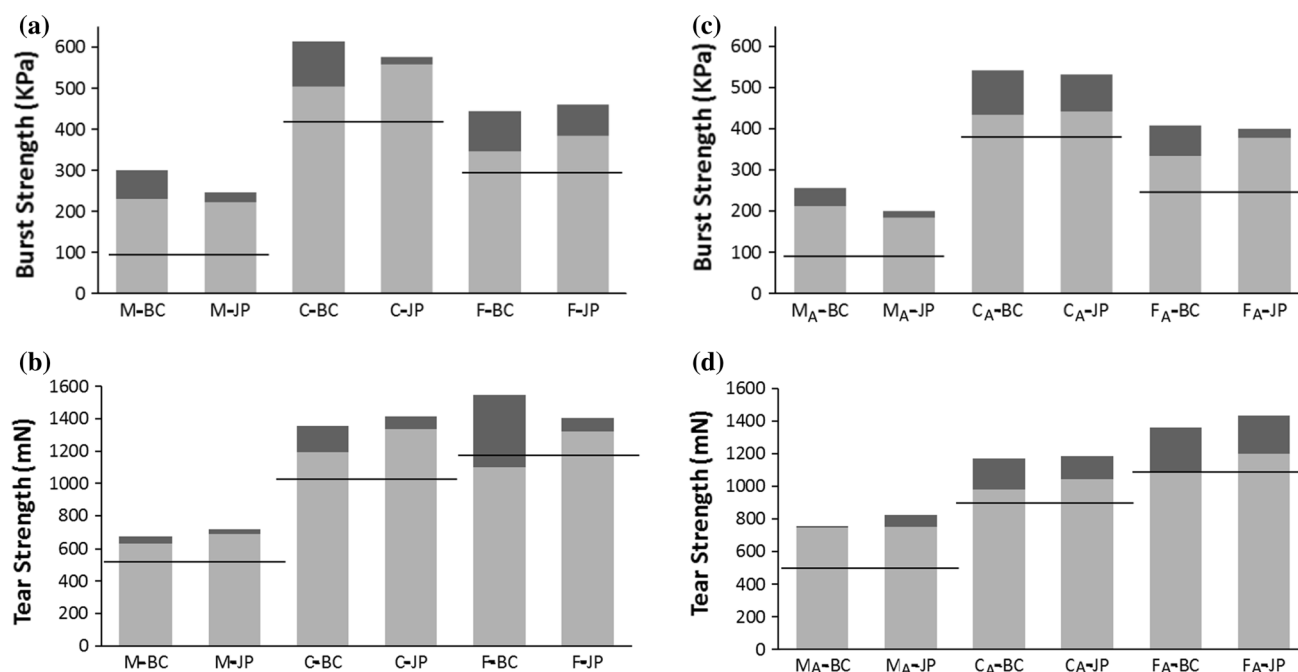 (a)
Burst Strength (KPa)
600
500
400
300
200
100
0
M-BC M-JP C-BC C-JP F-BC F-JP
(c)
Burst Strength (KPa)
600
500
400
300
200
100
0
MA-BC MA-JP CA-BC CA-JP FA-BC FA-JP
(b)
Tear Strength (mN)
1600
1400
1200
1000
800
600
400
200
0
M-BC M-JP C-BC C-JP F-BC F-JP
(d)
Tear Strength (mN)
1600
1400
1200
1000
800
600
400
200
0
MA-BC MA-JP CA-BC CA-JP FA-BC FA-JP